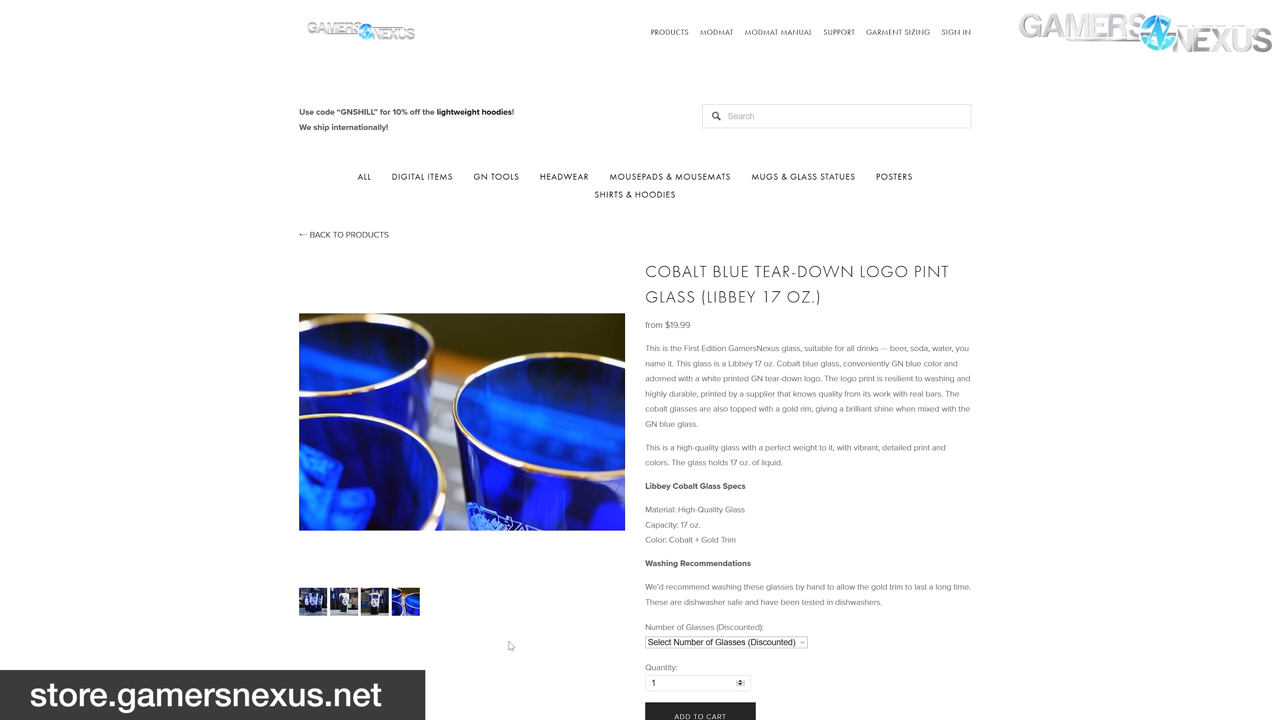 GAMERS NEXUS
PRODUCTS MODMAT MODMAT MANUAL SUPPORT GARMENT SIZING SIGN IN
GAMERS NEXUS
Use code “GNSHILL” for 10% off the lightweight hoodies!
We ship internationally!
Search
ALL DIGITAL ITEMS GN TOOLS HEADWEAR MOUSEPADS & MOUSEMATS MUGS & GLASS STATUES POSTERS
SHIRTS & HOODIES
← BACK TO PRODUCTS
COBALT BLUE TEAR-DOWN LOGO PINT
GLASS (LIBBEY 17 OZ.)
from $19.99
This is the First Edition GamersNexus glass, suitable for all drinks — beer, soda, water, you
name it. This glass is a Libbey 17 oz. Cobalt blue glass, conveniently GN blue color and
adorned with a white printed GN tear-down logo. The logo print is resilient to washing and
highly durable, printed by a supplier that knows quality from its work with real bars. The
cobalt glasses are also topped with a gold rim, giving a brilliant shine when mixed with the
GN blue glass.
This is a high-quality glass with a perfect weight to it, with vibrant, detailed print and
colors. The glass holds 17 oz. of liquid.
Libbey Cobalt Glass Specs
Material: High-Quality Glass
Capacity: 17 oz.
Color: Cobalt + Gold Trim
Washing Recommendations
We'd recommend washing these glasses by hand to allow the gold trim to last a long time.
These are dishwasher safe and have been tested in dishwashers.
Number of Glasses (Discounted):
Select Number of Glasses (Discounted)
Quantity:
1
ADD TO CART
store.gamersnexus.net